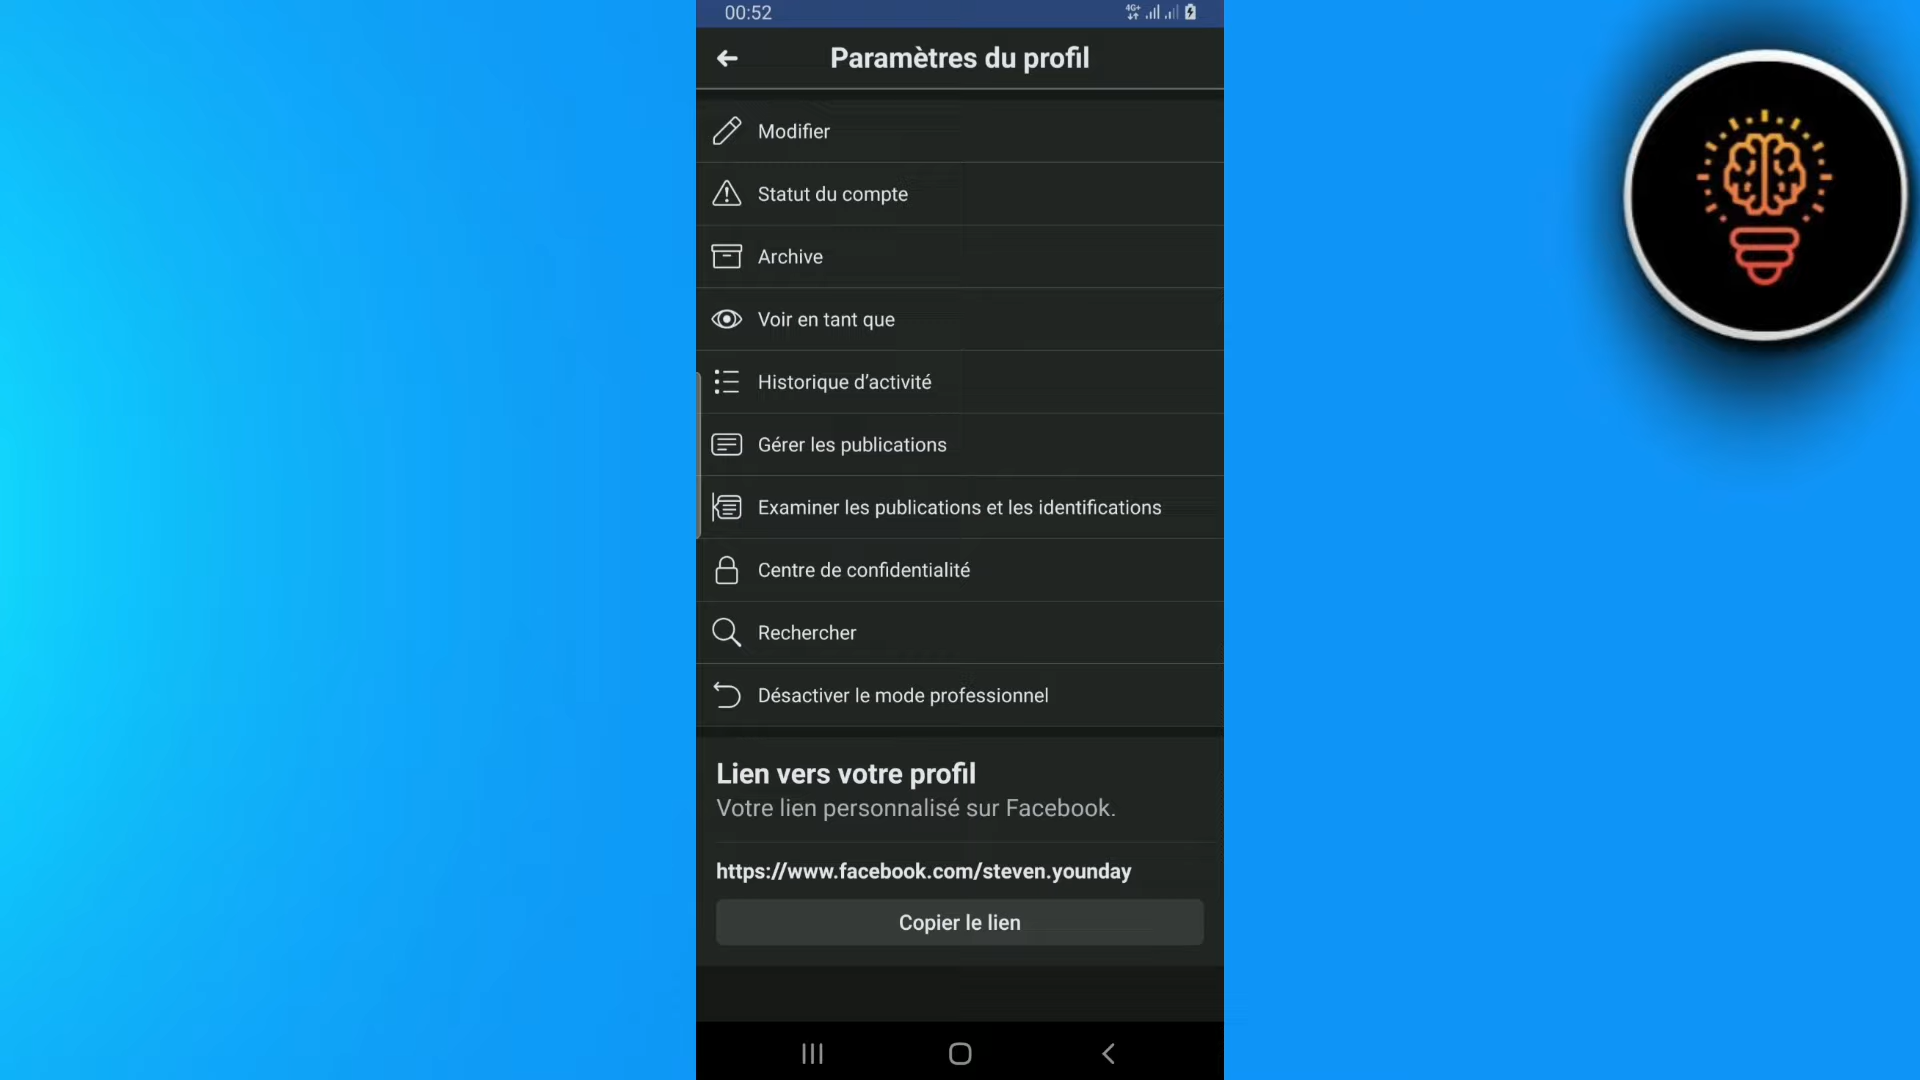 00:52
4G+
Paramètres du profil
Modifier
Statut du compte
Archive
Voir en tant que
Historique d’activité
Gérer les publications
Examiner les publications et les identifications
Centre de confidentialité
Rechercher
Désactiver le mode professionnel
Lien vers votre profil
Votre lien personnalisé sur Facebook.
https://www.facebook.com/steven.younday
Copier le lien